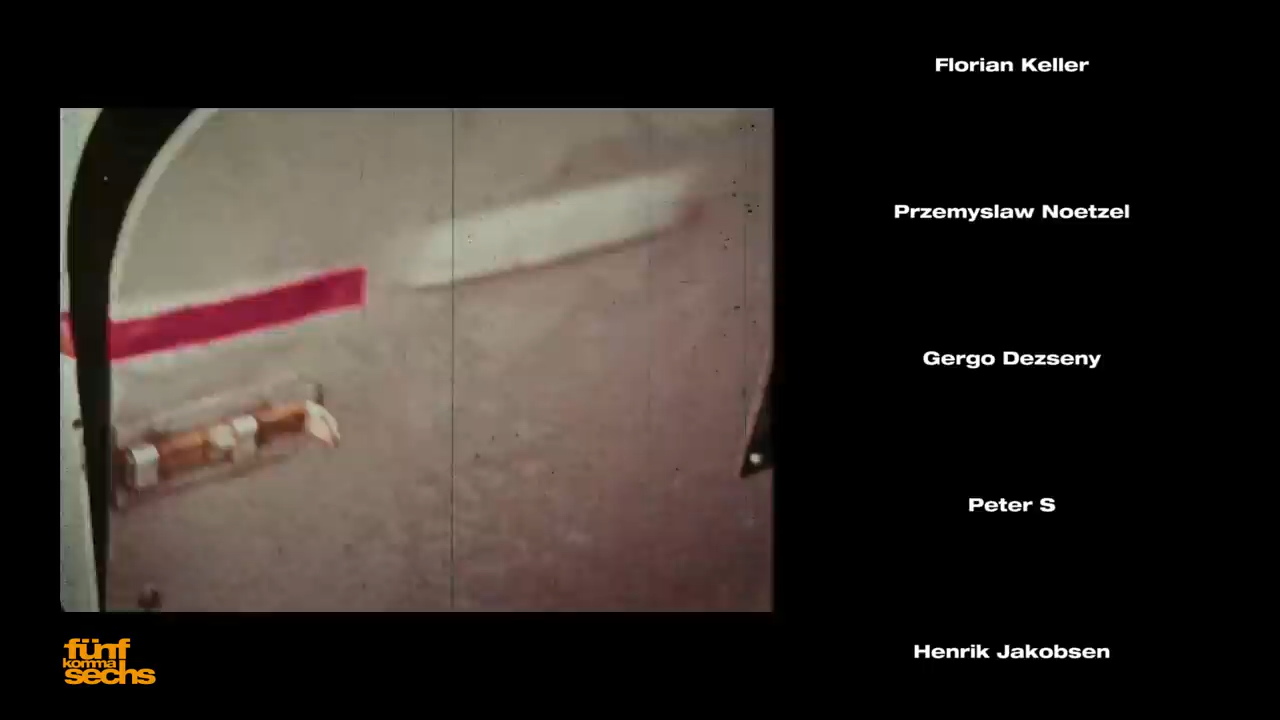 Florian Keller
Przemyslaw Noetzel
Gergo Dezseny
Peter S
Henrik Jakobsen
fünf
komma
sechs